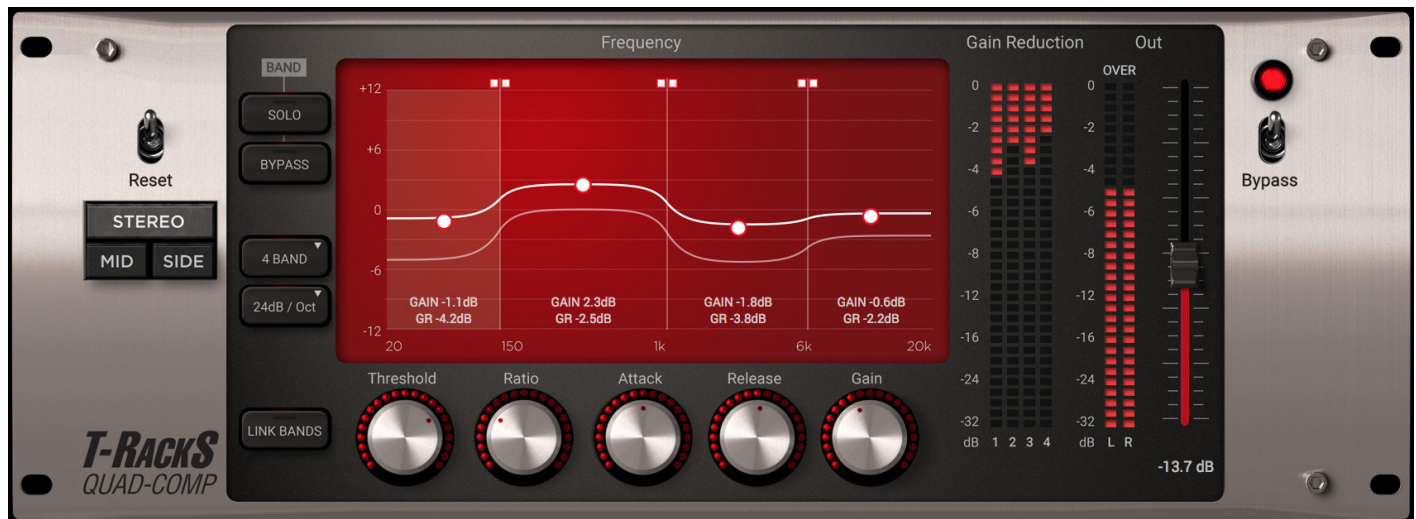 Frequency
Gain Reduction
Out
BAND
SOLO
BYPASS
4 BAND
24dB / Oct
LINK BANDS
Reset
STEREO
MID SIDE
T-RackS
QUAD-COMP
+12
+6
0
-6
-12
GAIN -1.1dB
GR -4.2dB
GAIN 2.3dB
GR -2.5dB
GAIN -1.8dB
GR -3.8dB
GAIN -0.6dB
GR -2.2dB
20 150 1k 6k 20k
Threshold Ratio Attack Release Gain
0
-2
-4
-6
-8
-12
-16
-24
-32
dB 1 2 3 4
OVER
0
-2
-4
-6
-8
-12
-16
-24
-32
dB L R
-13.7 dB
Bypass